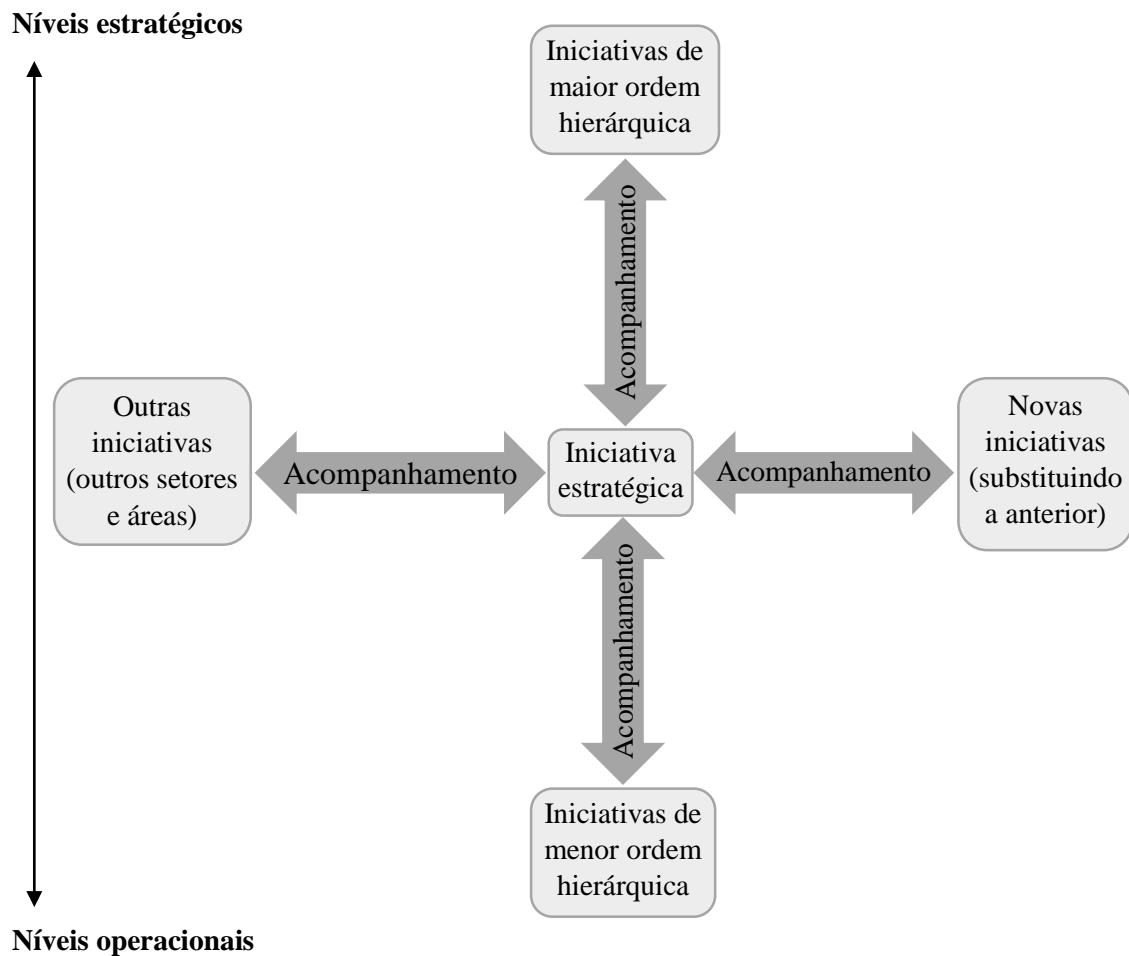 Níveis estratégicos
Iniciativas de
maior ordem
hierárquica
Acompanhamento
Outras
iniciativas
(outros setores
e áreas)
Acompanhamento
Iniciativa
estratégica
Acompanhamento
Novas
iniciativas
(substituindo
a anterior)
Acompanhamento
Iniciativas de
menor ordem
hierárquica
Níveis operacionais